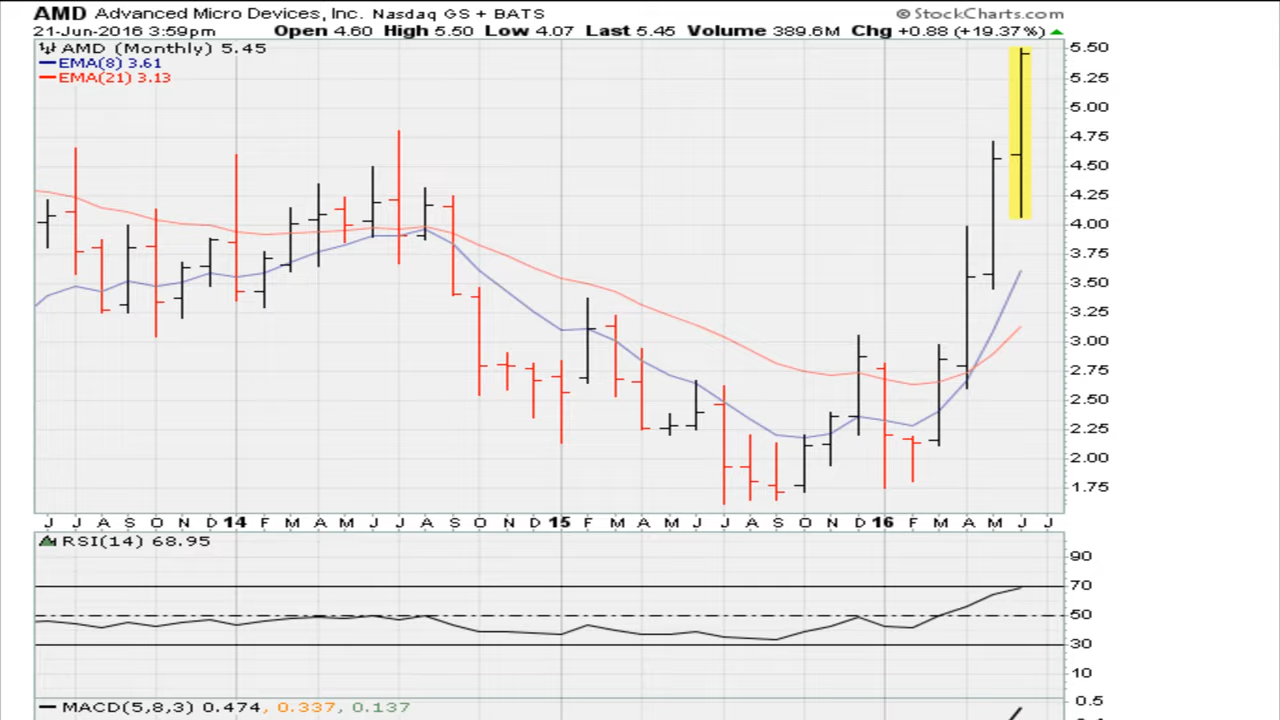 AMD Advanced Micro Devices, Inc. Nasdaq GS + BATS © StockCharts.com
21-Jun-2016 3:59pm Open 4.60 High 5.50 Low 4.07 Last 5.45 Volume 389.6M Chg +0.88 (+19.37%)
AMD (Monthly) 5.45
EMA(8) 3.61
EMA(21) 3.13
5.50
5.25
5.00
4.75
4.50
4.25
4.00
3.75
3.50
3.25
3.00
2.75
2.50
2.25
2.00
1.75
J J A S O N D 14 F M A M J J A S O N D 15 F M A M J J A S O N D 16 F M A M J J
RSI(14) 68.95
90
70
50
30
10
MACD(5,8,3) 0.474, 0.337, 0.137
0.5